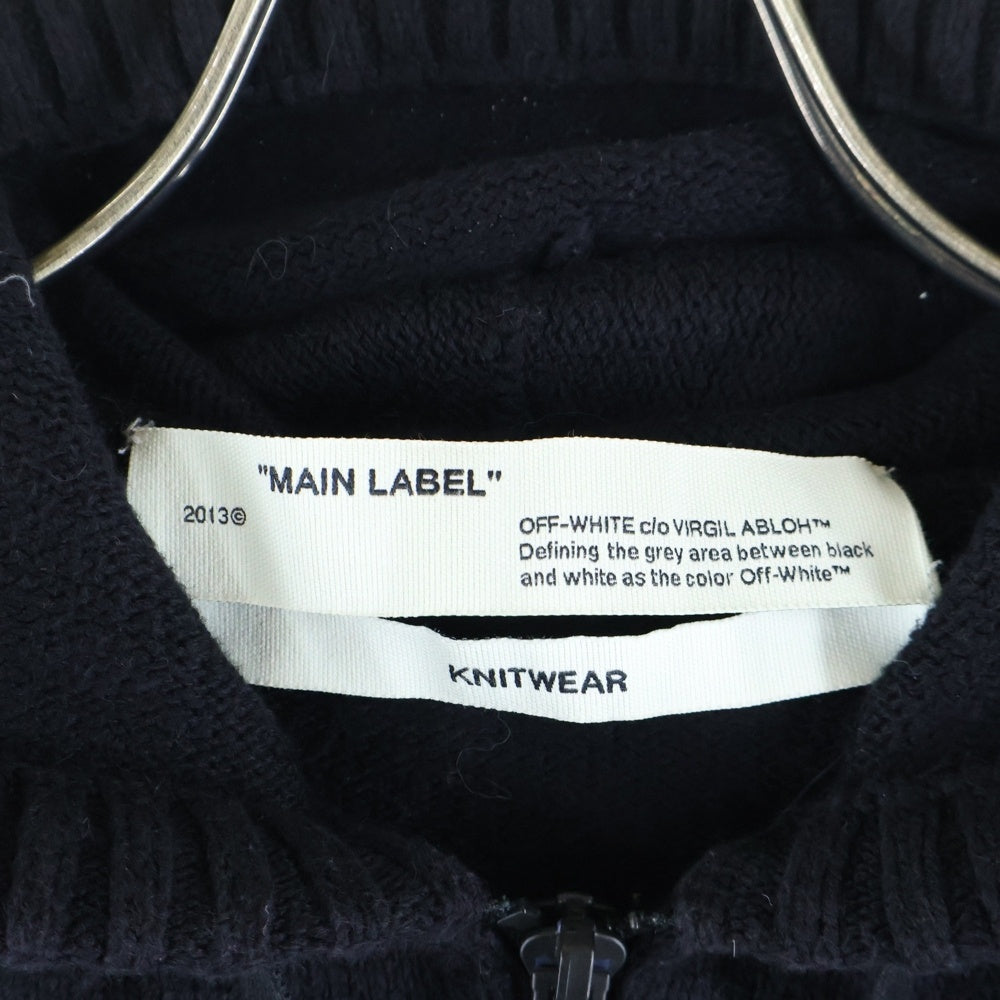 "MAIN LABEL"
2013©
OFF-WHITE c/o VIRGIL ABLOH™
Defining the grey area between black
and white as the color Off-White™
KNITWEAR